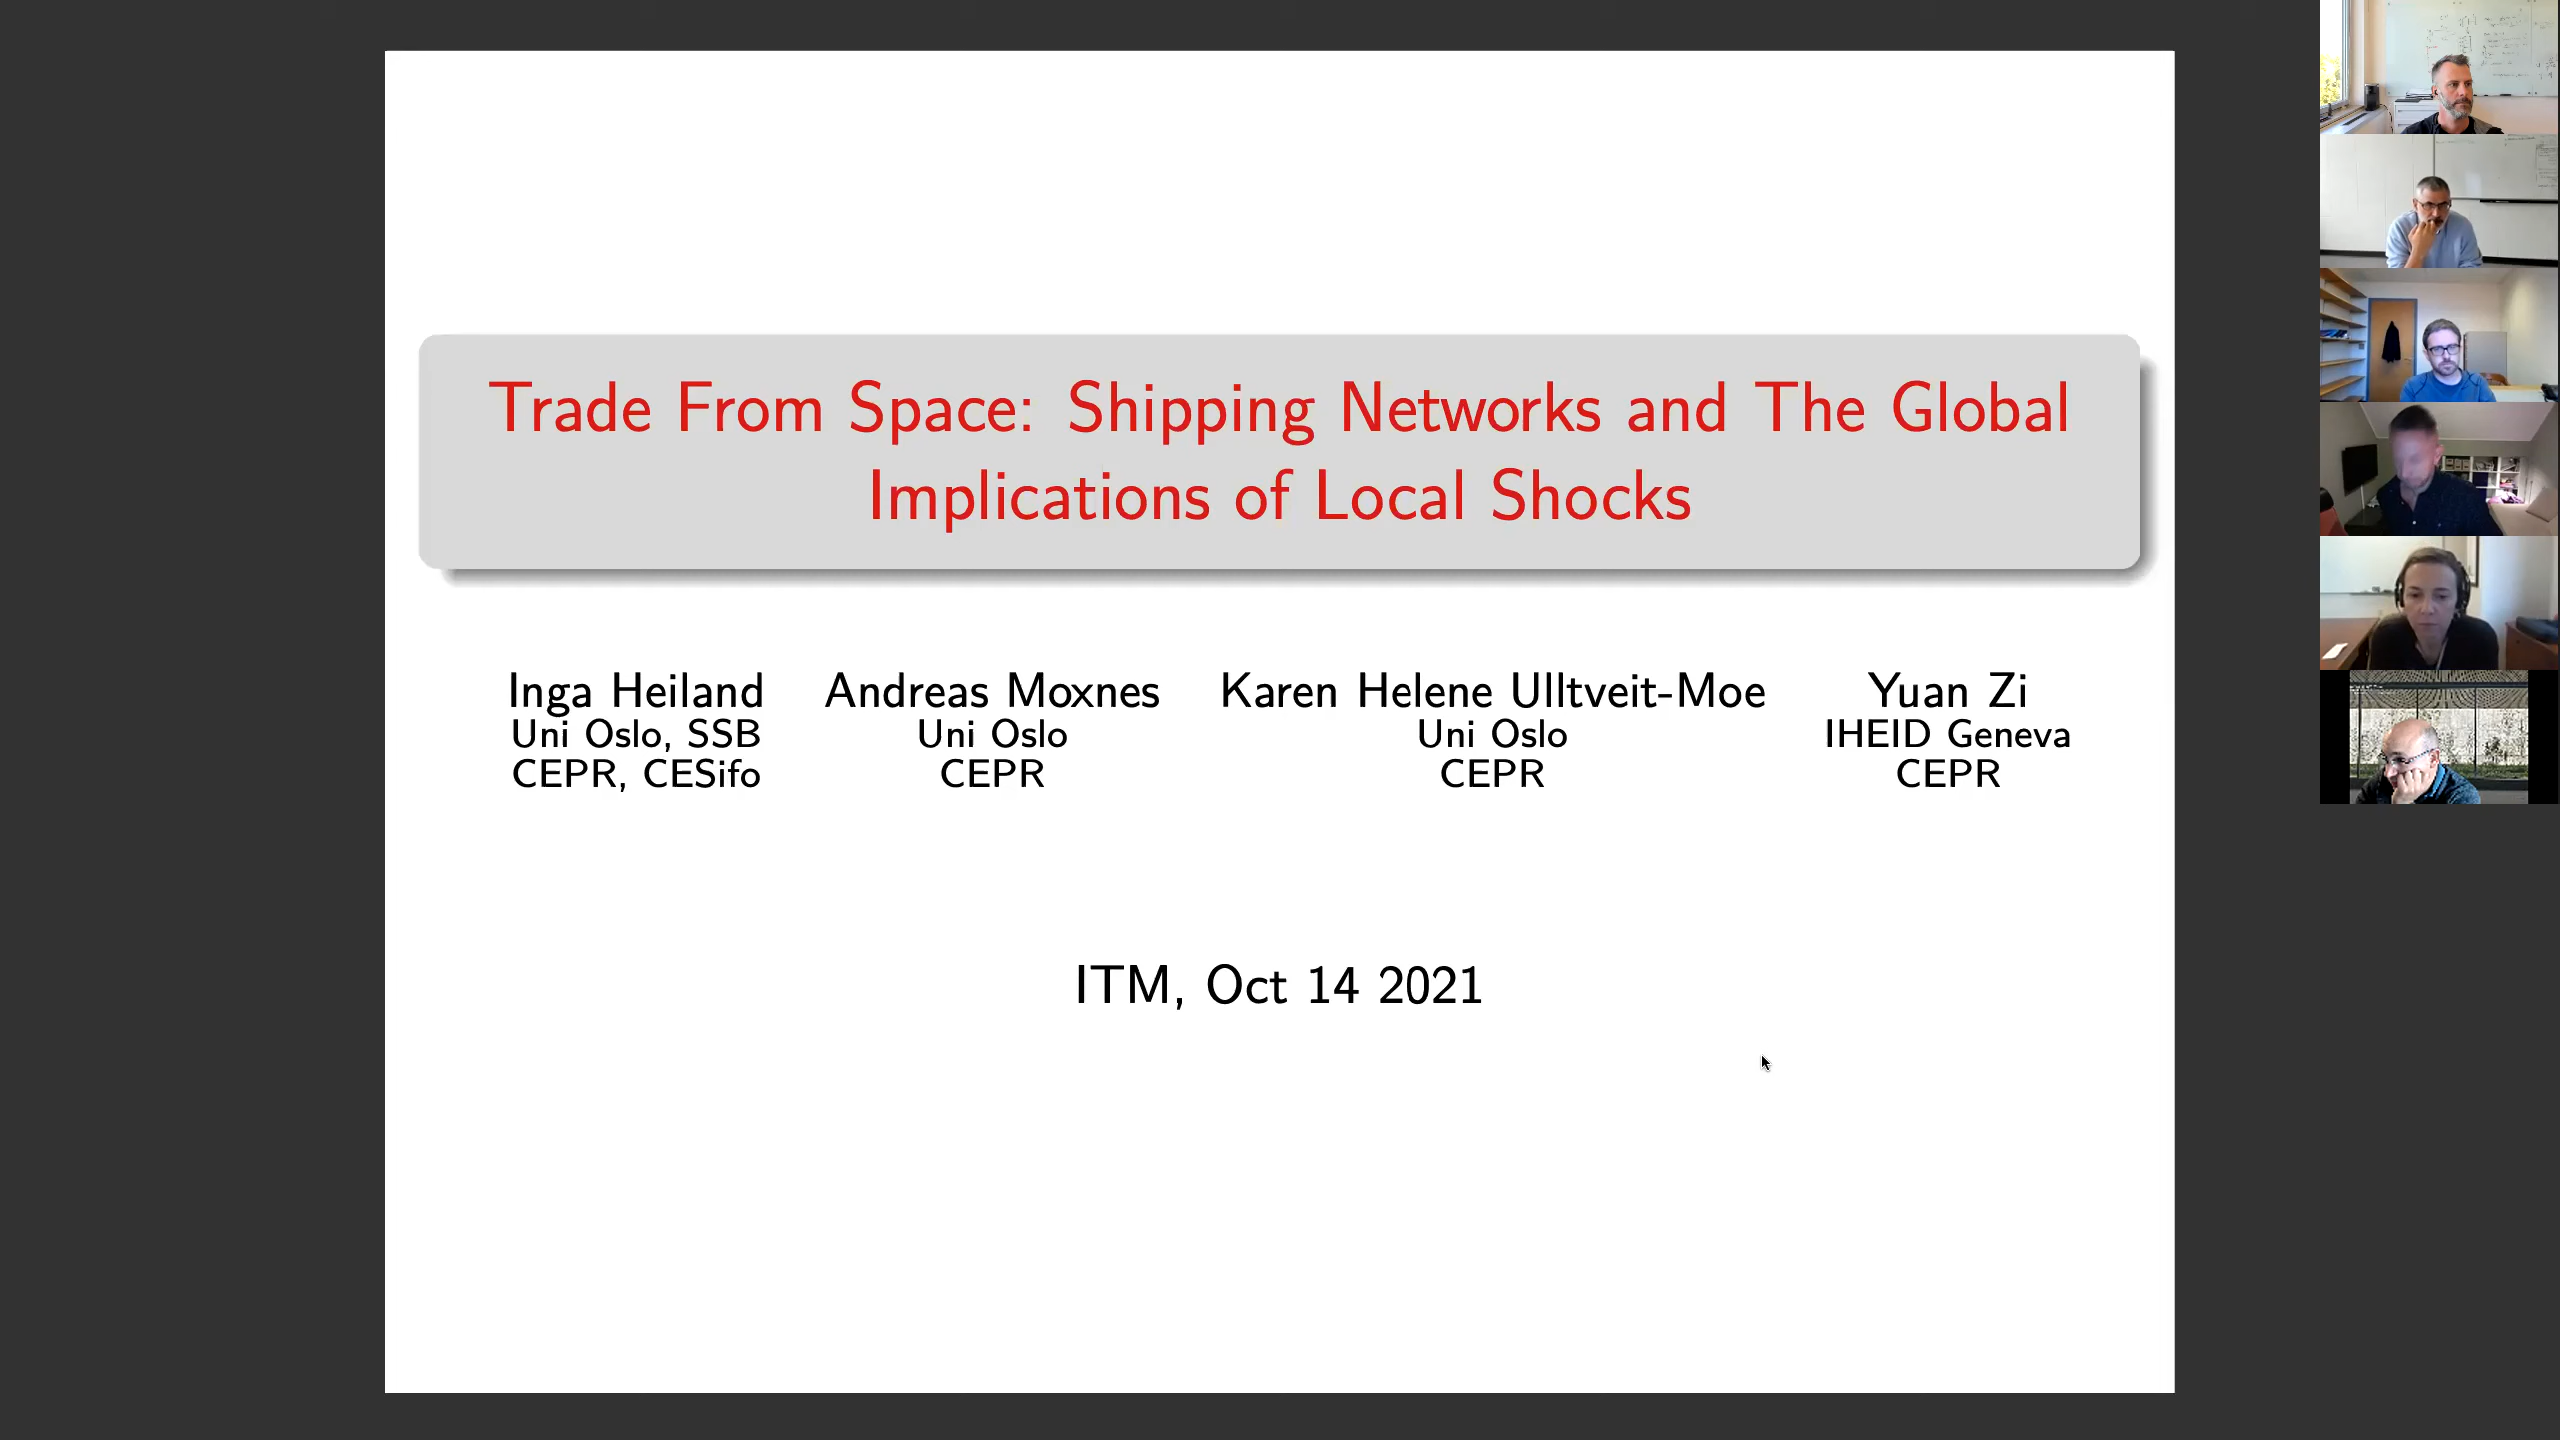 Trade From Space: Shipping Networks and The Global
Implications of Local Shocks
Inga Heiland
Uni Oslo, SSB
CEPR, CESifo
Andreas Moxnes
Uni Oslo
CEPR
Karen Helene Ulltveit-Moe
Uni Oslo
CEPR
Yuan Zi
IHEID Geneva
CEPR
ITM, Oct 14 2021